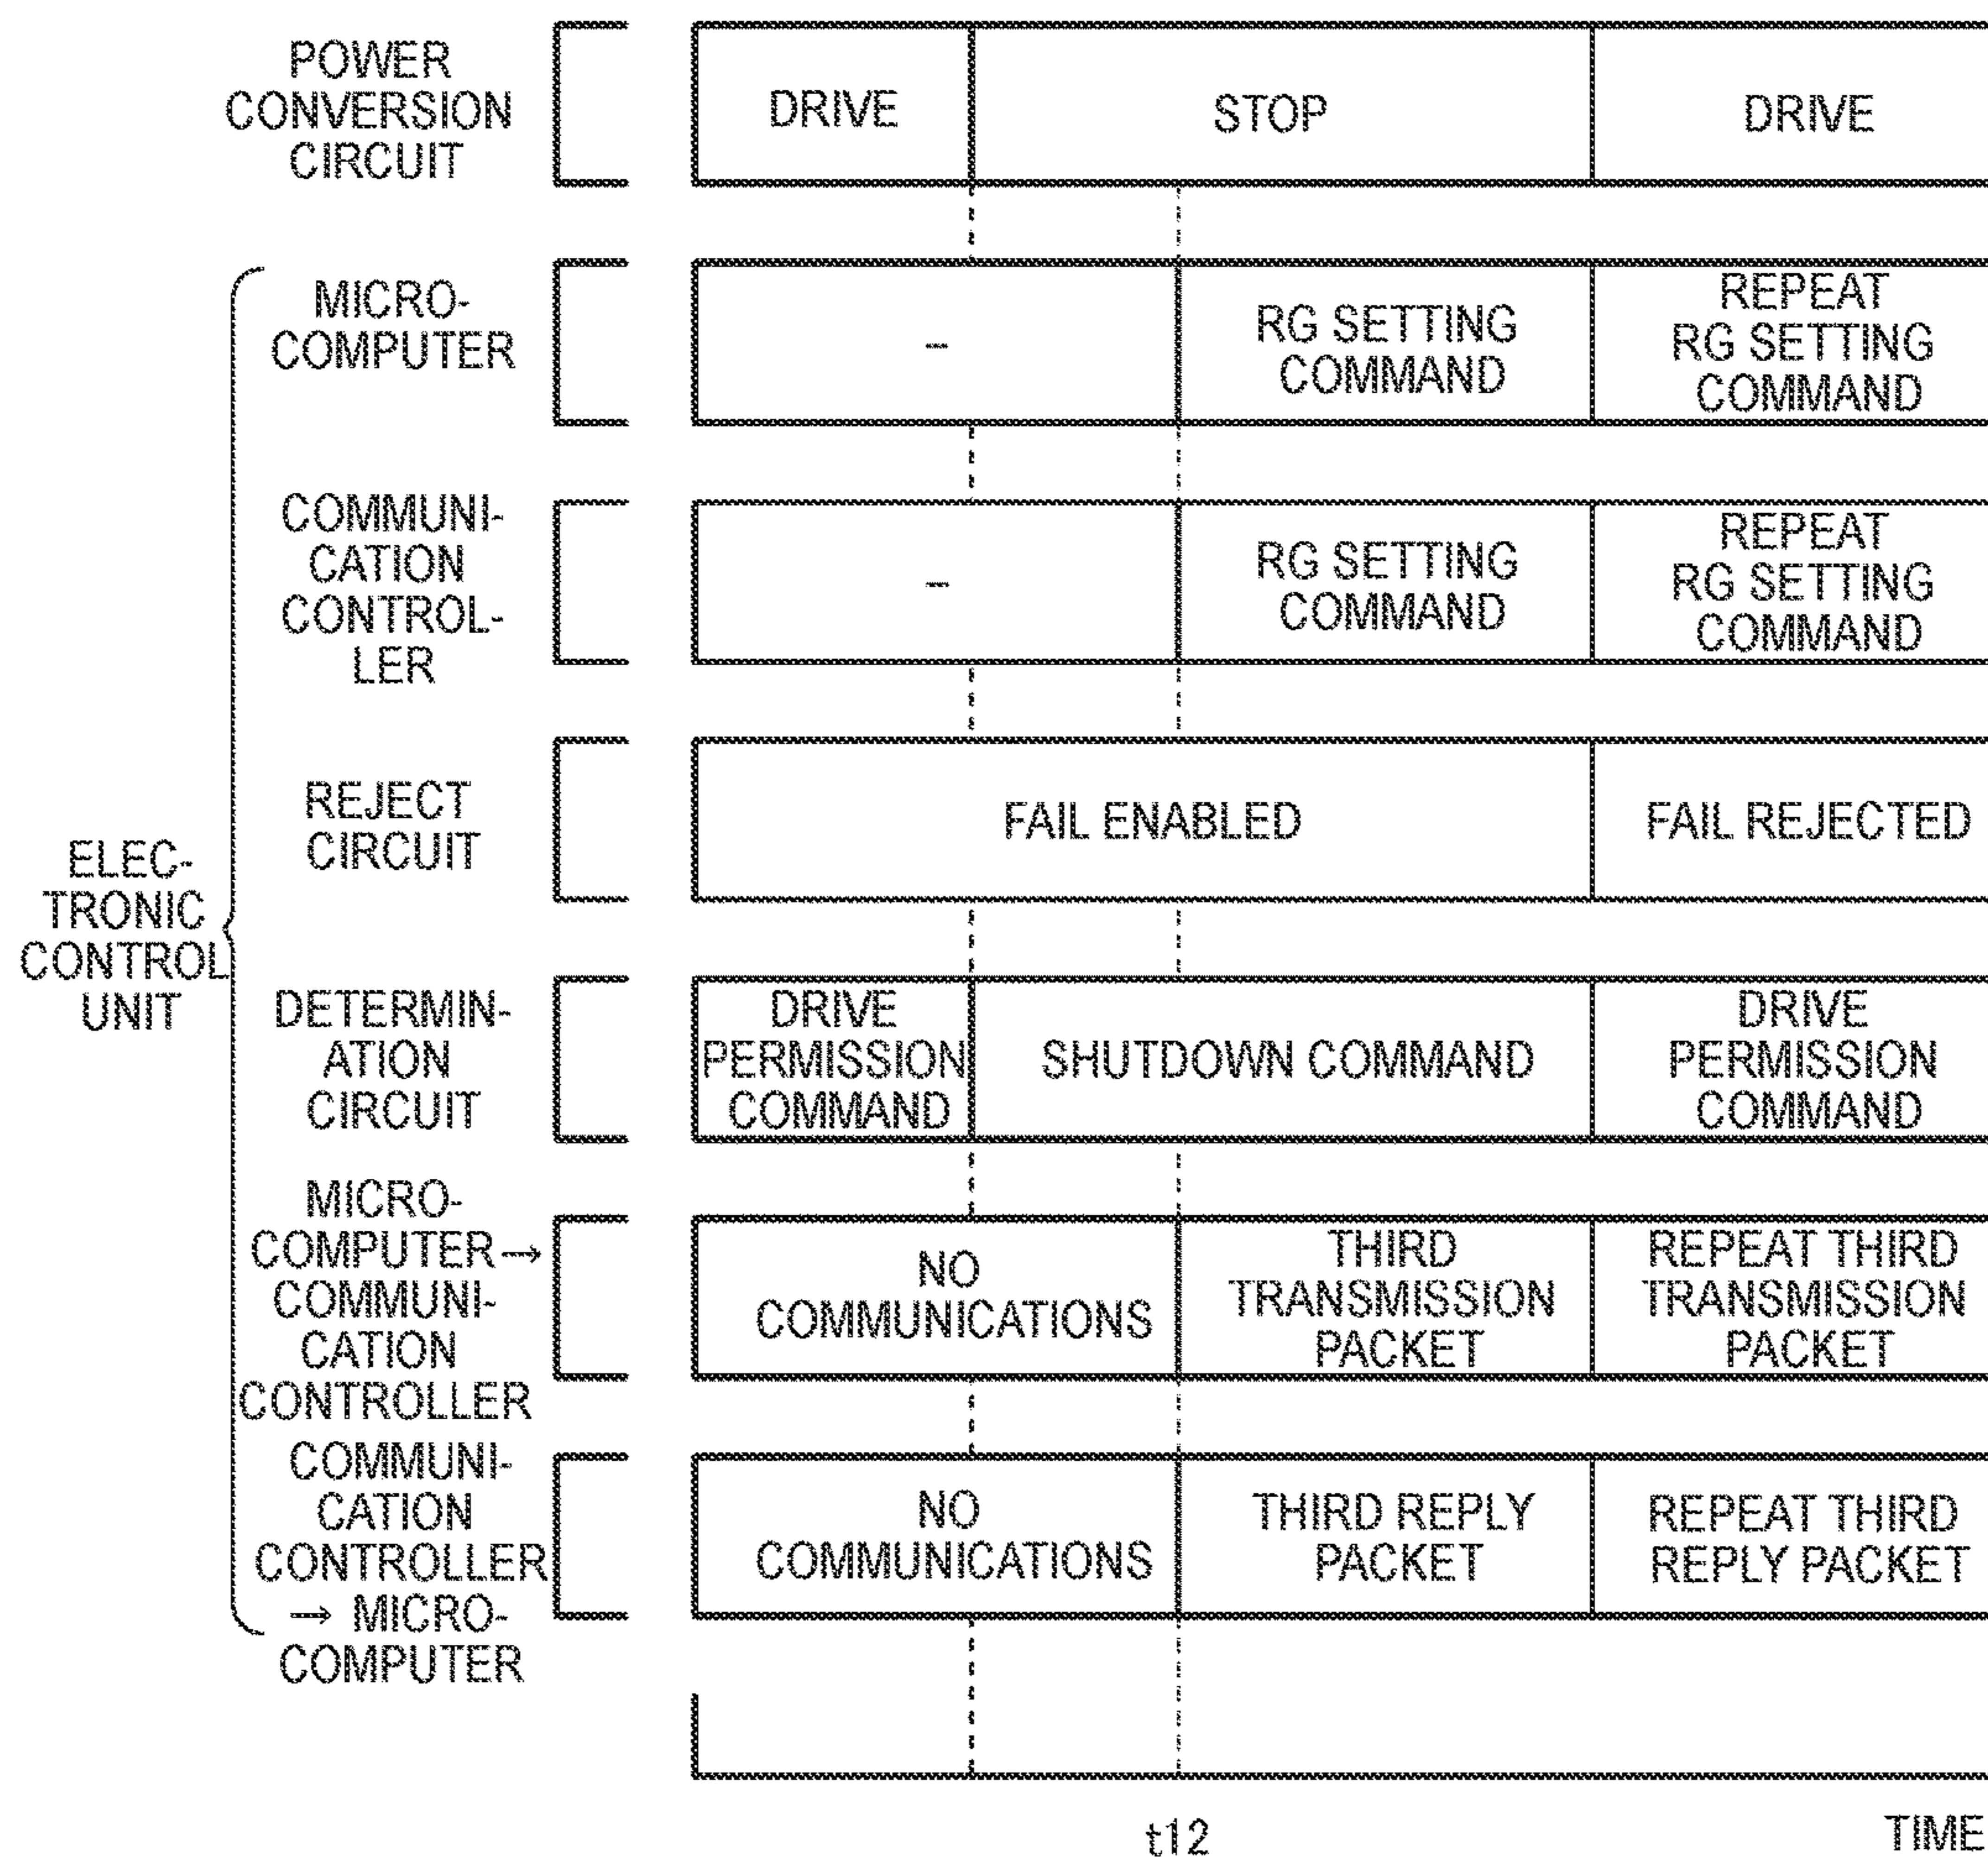 POWER
CONVERSION
CIRCUIT
DRIVE
STOP
DRIVE
ELEC-
TRONIC
CONTROL
UNIT
MICRO-
COMPUTER
-
RG SETTING
COMMAND
REPEAT
RG SETTING
COMMAND
COMMUNI-
CATION
CONTROL-
LER
-
RG SETTING
COMMAND
REPEAT
RG SETTING
COMMAND
REJECT
CIRCUIT
FAIL ENABLED
FAIL REJECTED
DETERMIN-
ATION
CIRCUIT
DRIVE
PERMISSION
COMMAND
SHUTDOWN COMMAND
DRIVE
PERMISSION
COMMAND
MICRO-
COMPUTER→
COMMUNI-
CATION
CONTROLLER
NO
COMMUNICATIONS
THIRD
TRANSMISSION
PACKET
REPEAT THIRD
TRANSMISSION
PACKET
COMMUNI-
CATION
CONTROLLER
→ MICRO-
COMPUTER
NO
COMMUNICATIONS
THIRD REPLY
PACKET
REPEAT THIRD
REPLY PACKET
t12
TIME